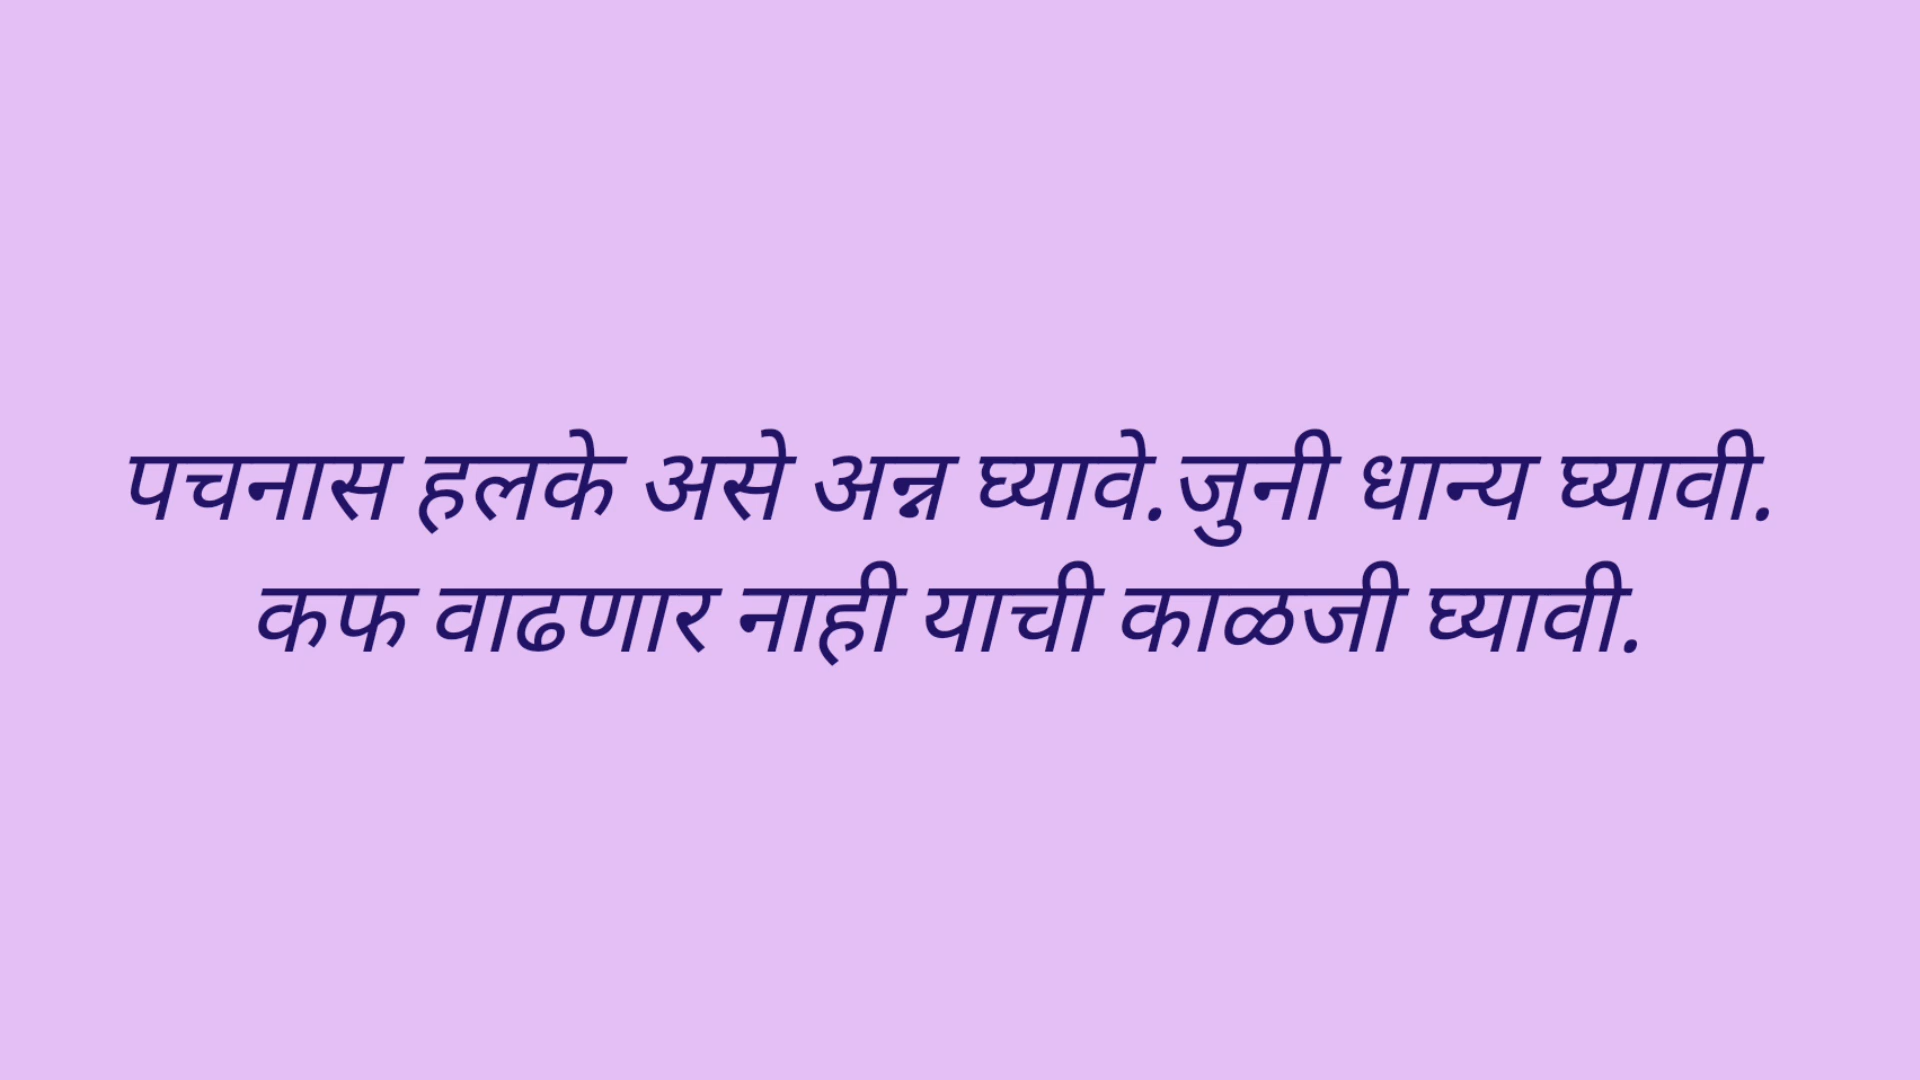 पचनास हलके असे अन्न घ्यावे.जुनी धान्य घ्यावी.
कफ वाढणार नाही याची काळजी घ्यावी.